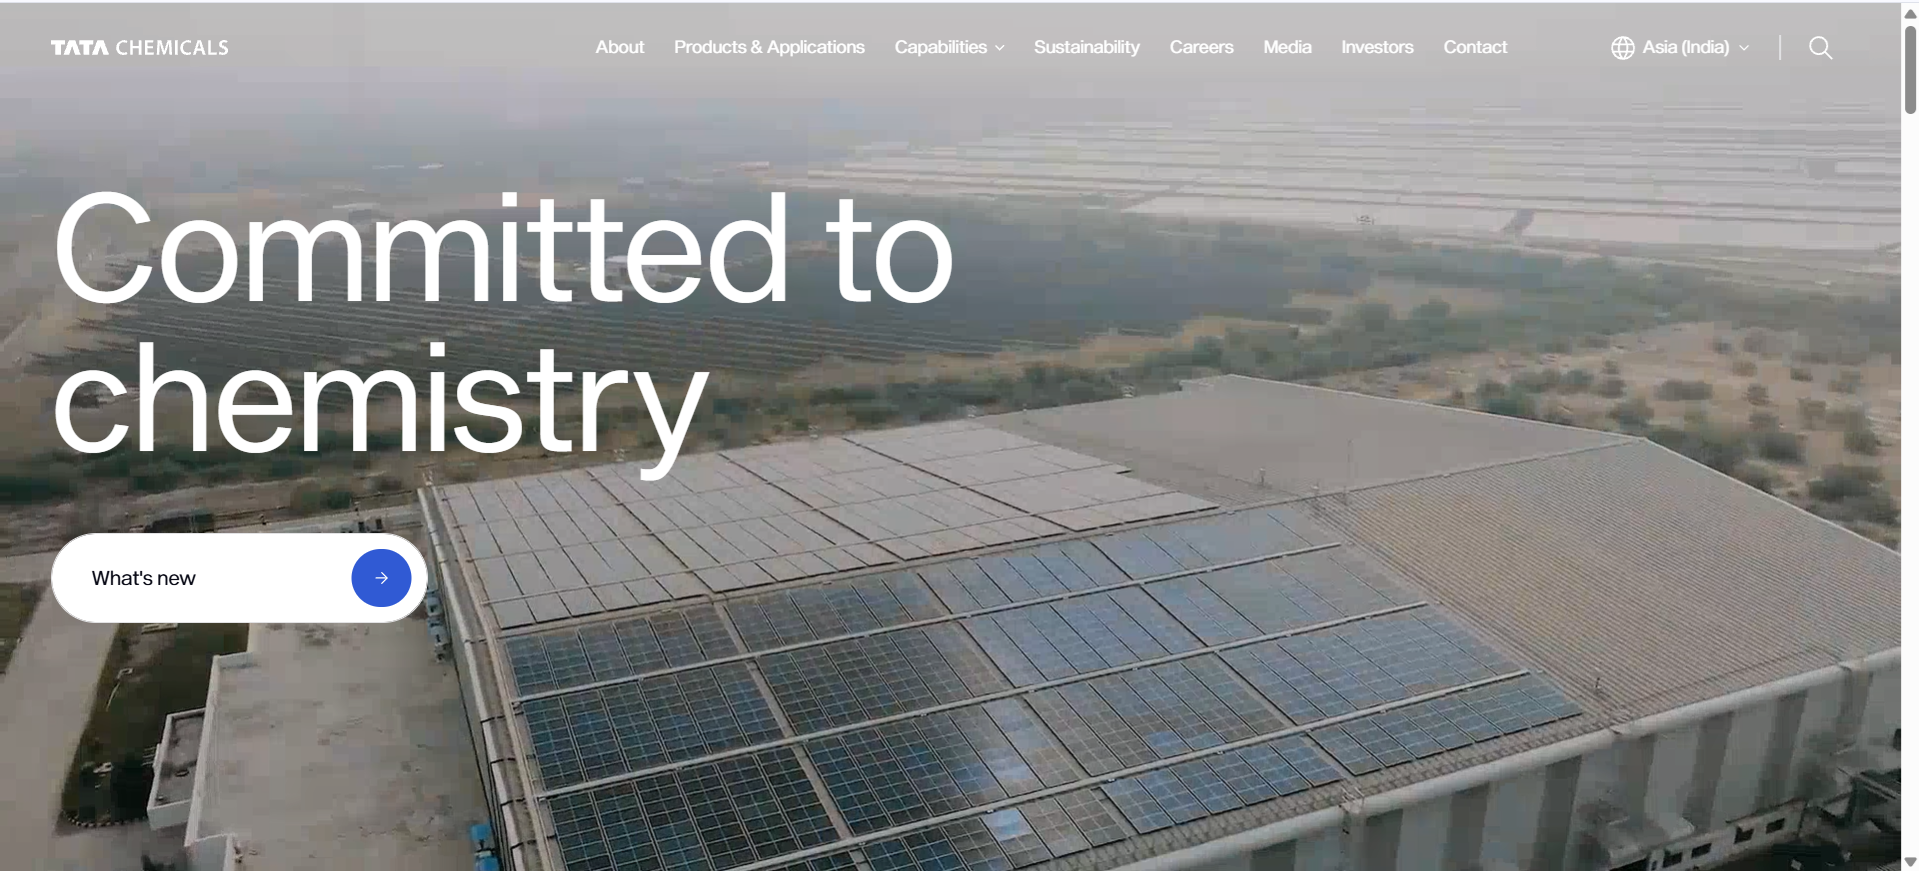 TATA CHEMICALS
About
Products & Applications
Capabilities
Sustainability
Careers
Media
Investors
Contact
Asia (India)
Committed to
chemistry
What's new